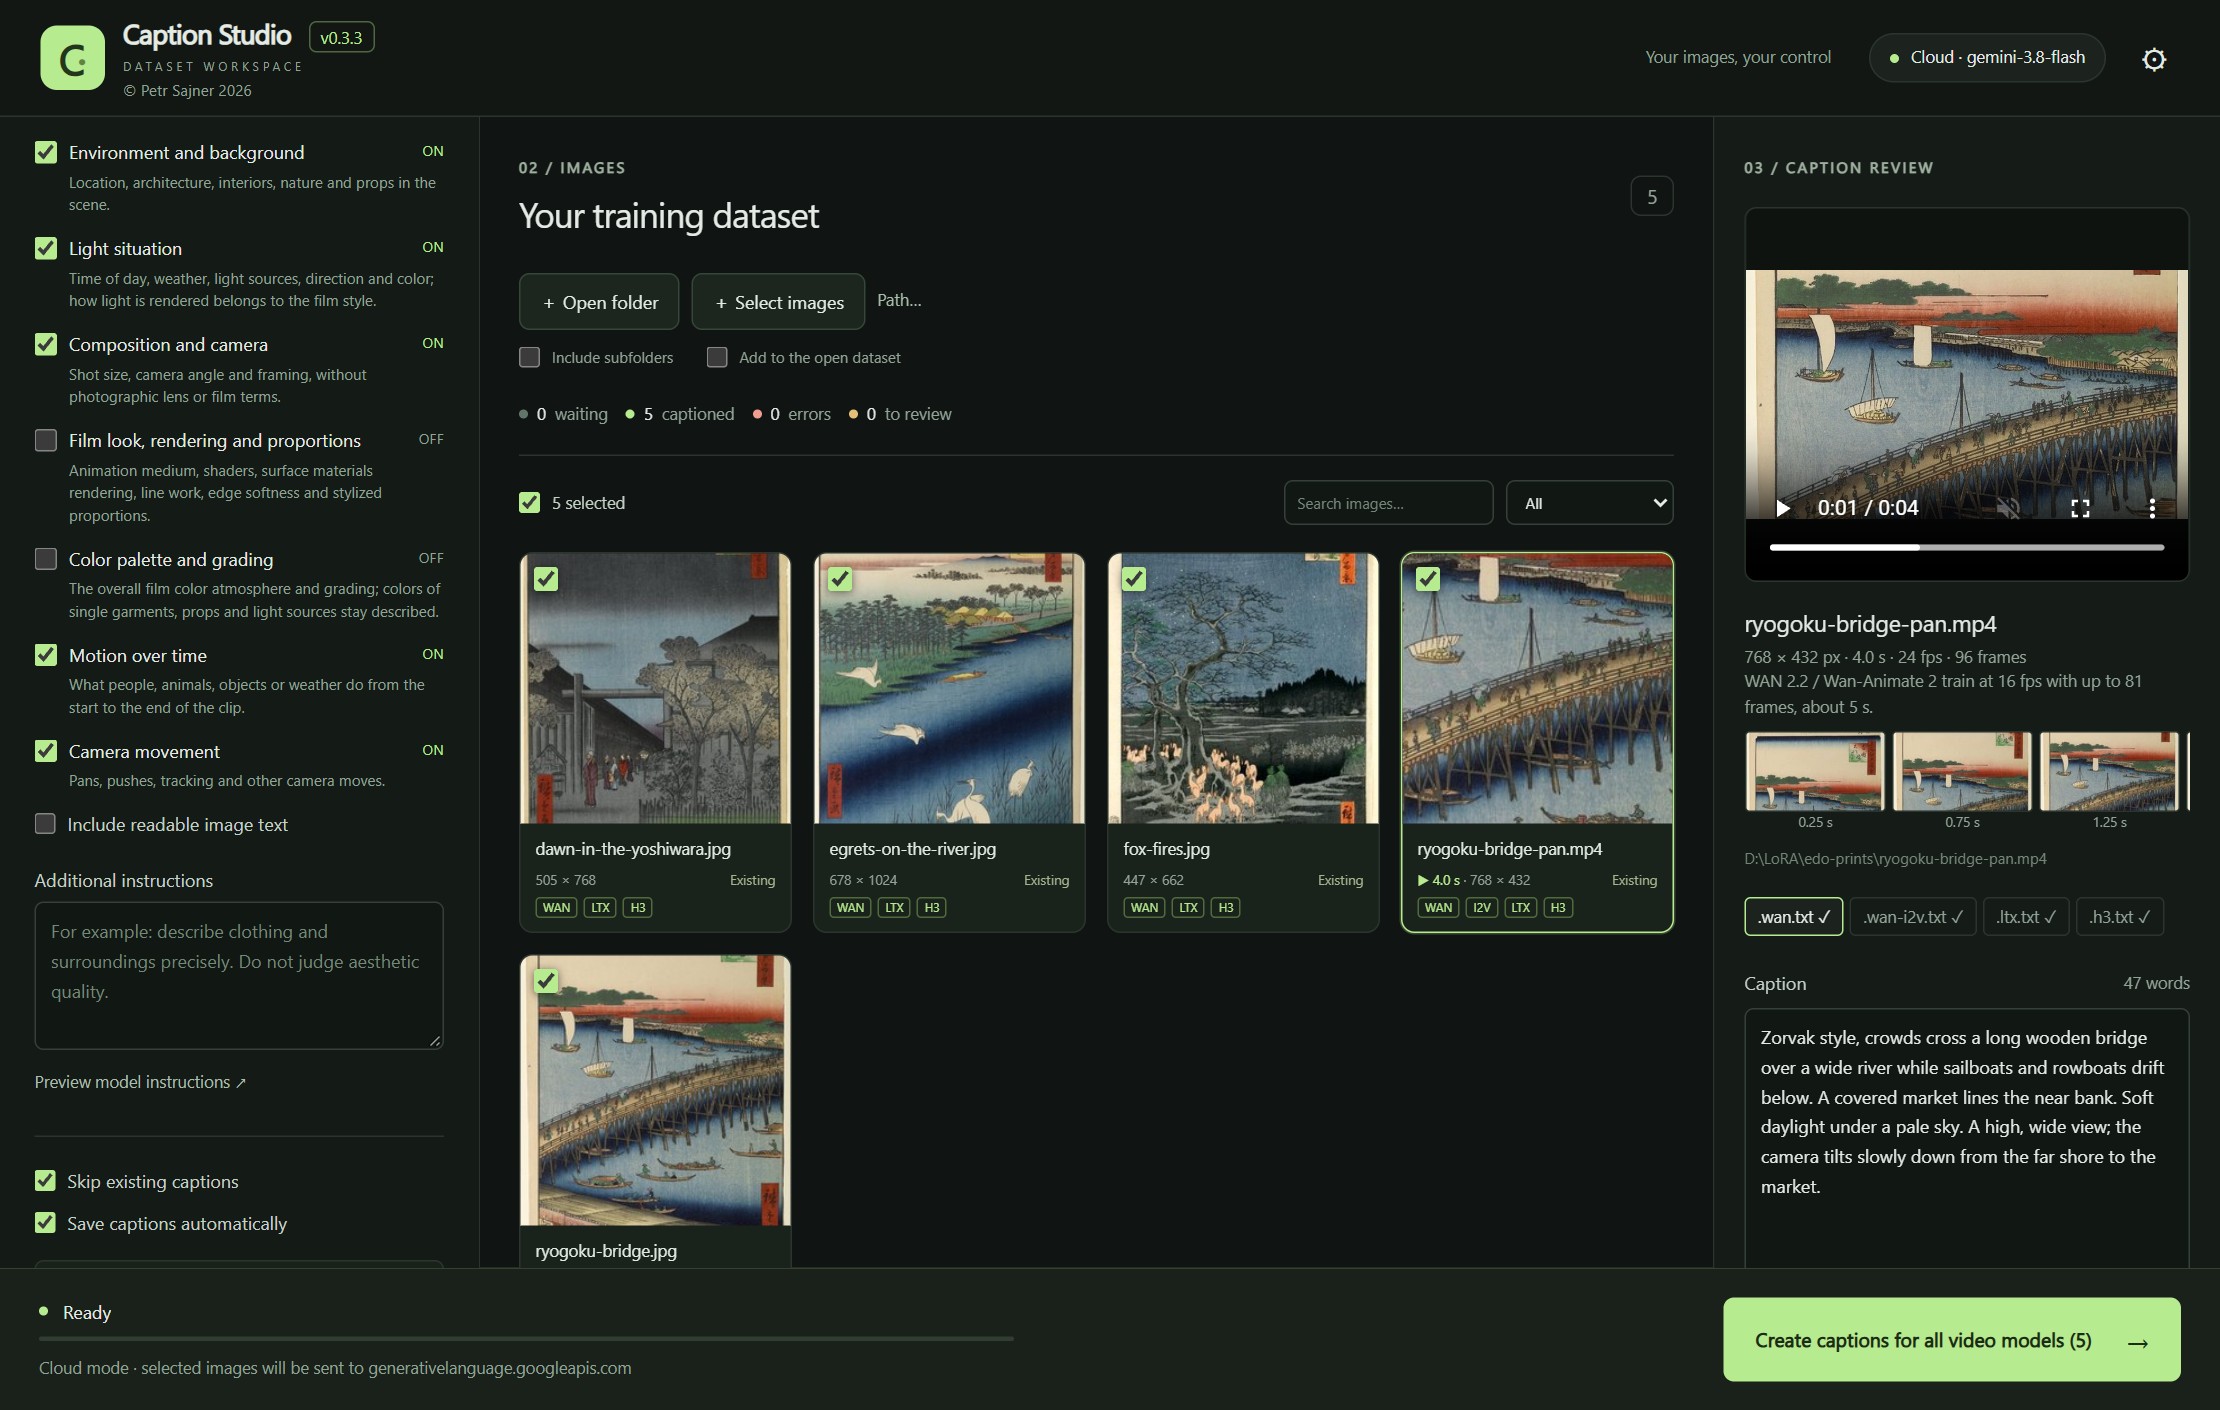 C
Caption Studio
v0.3.3
DATASET WORKSPACE
© Petr Sajner 2026
Your images, your control
Cloud · gemini-3.8-flash
Environment and background
ON
Location, architecture, interiors, nature and props in the
scene.
Light situation
ON
Time of day, weather, light sources, direction and color;
how light is rendered belongs to the film style.
Composition and camera
ON
Shot size, camera angle and framing, without
photographic lens or film terms.
Film look, rendering and proportions
OFF
Animation medium, shaders, surface materials
rendering, line work, edge softness and stylized
proportions.
Color palette and grading
OFF
The overall film color atmosphere and grading; colors of
single garments, props and light sources stay described.
Motion over time
ON
What people, animals, objects or weather do from the
start to the end of the clip.
Camera movement
ON
Pans, pushes, tracking and other camera moves.
Include readable image text
Additional instructions
For example: describe clothing and
surroundings precisely. Do not judge aesthetic
quality.
Preview model instructions ↗
Skip existing captions
Save captions automatically
02 / IMAGES
Your training dataset
5
+ Open folder
+ Select images
Path...
Include subfolders
Add to the open dataset
0 waiting
5 captioned
0 errors
0 to review
5 selected
Search images...
All
dawn-in-the-yoshiwara.jpg
505 × 768
Existing
WAN LTX H3
egrets-on-the-river.jpg
678 × 1024
Existing
WAN LTX H3
fox-fires.jpg
447 × 662
Existing
WAN LTX H3
ryogoku-bridge-pan.mp4
▶ 4.0 s · 768 × 432
Existing
WAN I2V LTX H3
ryogoku-bridge.jpg
03 / CAPTION REVIEW
0:01 / 0:04
ryogoku-bridge-pan.mp4
768 × 432 px · 4.0 s · 24 fps · 96 frames
WAN 2.2 / Wan-Animate 2 train at 16 fps with up to 81
frames, about 5 s.
0.25 s
0.75 s
1.25 s
D:\LoRA\edo-prints\ryogoku-bridge-pan.mp4
.wan.txt ✓
.wan-i2v.txt ✓
.ltx.txt ✓
.h3.txt ✓
Caption
47 words
Zorvak style, crowds cross a long wooden bridge
over a wide river while sailboats and rowboats drift
below. A covered market lines the near bank. Soft
daylight under a pale sky. A high, wide view; the
camera tilts slowly down from the far shore to the
market.
Ready
Cloud mode · selected images will be sent to generativelanguage.googleapis.com
Create captions for all video models (5) →